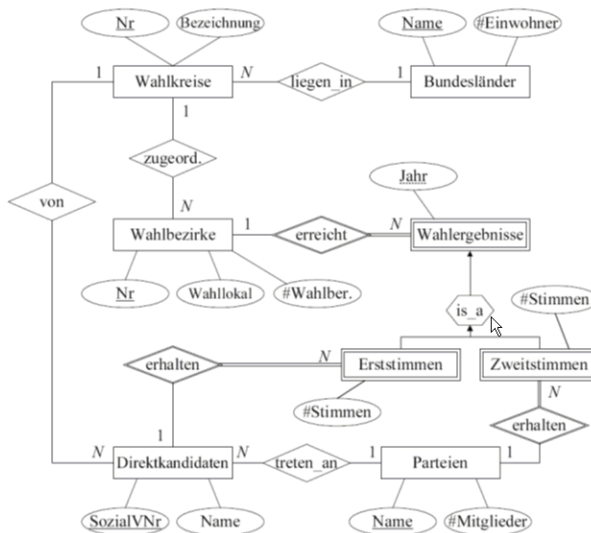 Nr
Bezeichnung
Name
#Einwohner
1
Wahlkreise
N
liegen_in
1
Bundesländer
1
zugeord.
von
Jahr
N
Wahlbezirke
1
erreicht
N
Wahlergebnisse
Nr
Wahllokal
#Wahlber.
is_a
#Stimmen
erhalten
N
Erststimmen
Zweitstimmen
#Stimmen
N
erhalten
1
N
Direktkandidaten
N
treten_an
1
Parteien
1
SozialVNr
Name
Name
#Mitglieder